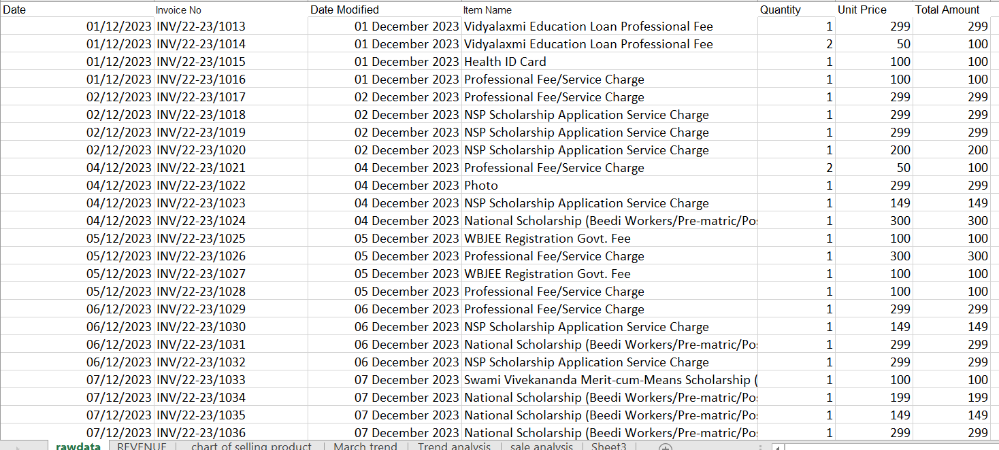 Date Invoice No Date Modified Item Name Quantity Unit Price Total Amount
01/12/2023 INV/22-23/1013 01 December 2023 Vidyalaxmi Education Loan Professional Fee 1 299 299
01/12/2023 INV/22-23/1014 01 December 2023 Vidyalaxmi Education Loan Professional Fee 2 50 100
01/12/2023 INV/22-23/1015 01 December 2023 Health ID Card 1 100 100
01/12/2023 INV/22-23/1016 01 December 2023 Professional Fee/Service Charge 1 100 100
02/12/2023 INV/22-23/1017 02 December 2023 Professional Fee/Service Charge 1 299 299
02/12/2023 INV/22-23/1018 02 December 2023 NSP Scholarship Application Service Charge 1 299 299
02/12/2023 INV/22-23/1019 02 December 2023 NSP Scholarship Application Service Charge 1 299 299
02/12/2023 INV/22-23/1020 02 December 2023 NSP Scholarship Application Service Charge 1 200 200
04/12/2023 INV/22-23/1021 04 December 2023 Professional Fee/Service Charge 2 50 100
04/12/2023 INV/22-23/1022 04 December 2023 Photo 1 299 299
04/12/2023 INV/22-23/1023 04 December 2023 NSP Scholarship Application Service Charge 1 149 149
04/12/2023 INV/22-23/1024 04 December 2023 National Scholarship (Beedi Workers/Pre-matric/Pos 1 300 300
05/12/2023 INV/22-23/1025 05 December 2023 WBJEE Registration Govt. Fee 1 100 100
05/12/2023 INV/22-23/1026 05 December 2023 Professional Fee/Service Charge 1 300 300
05/12/2023 INV/22-23/1027 05 December 2023 WBJEE Registration Govt. Fee 1 100 100
05/12/2023 INV/22-23/1028 05 December 2023 Professional Fee/Service Charge 1 100 100
06/12/2023 INV/22-23/1029 06 December 2023 Professional Fee/Service Charge 1 299 299
06/12/2023 INV/22-23/1030 06 December 2023 NSP Scholarship Application Service Charge 1 149 149
06/12/2023 INV/22-23/1031 06 December 2023 National Scholarship (Beedi Workers/Pre-matric/Pos 1 299 299
06/12/2023 INV/22-23/1032 06 December 2023 NSP Scholarship Application Service Charge 1 299 299
07/12/2023 INV/22-23/1033 07 December 2023 Swami Vivekananda Merit-cum-Means Scholarship ( 1 100 100
07/12/2023 INV/22-23/1034 07 December 2023 National Scholarship (Beedi Workers/Pre-matric/Pos 1 199 199
07/12/2023 INV/22-23/1035 07 December 2023 National Scholarship (Beedi Workers/Pre-matric/Pos 1 149 149
07/12/2023 INV/22-23/1036 07 December 2023 National Scholarship (Beedi Workers/Pre-matric/Pos 1 299 299
rawdata REVENUE chart of selling product March trend Trend analysis sale analysis Sheet3